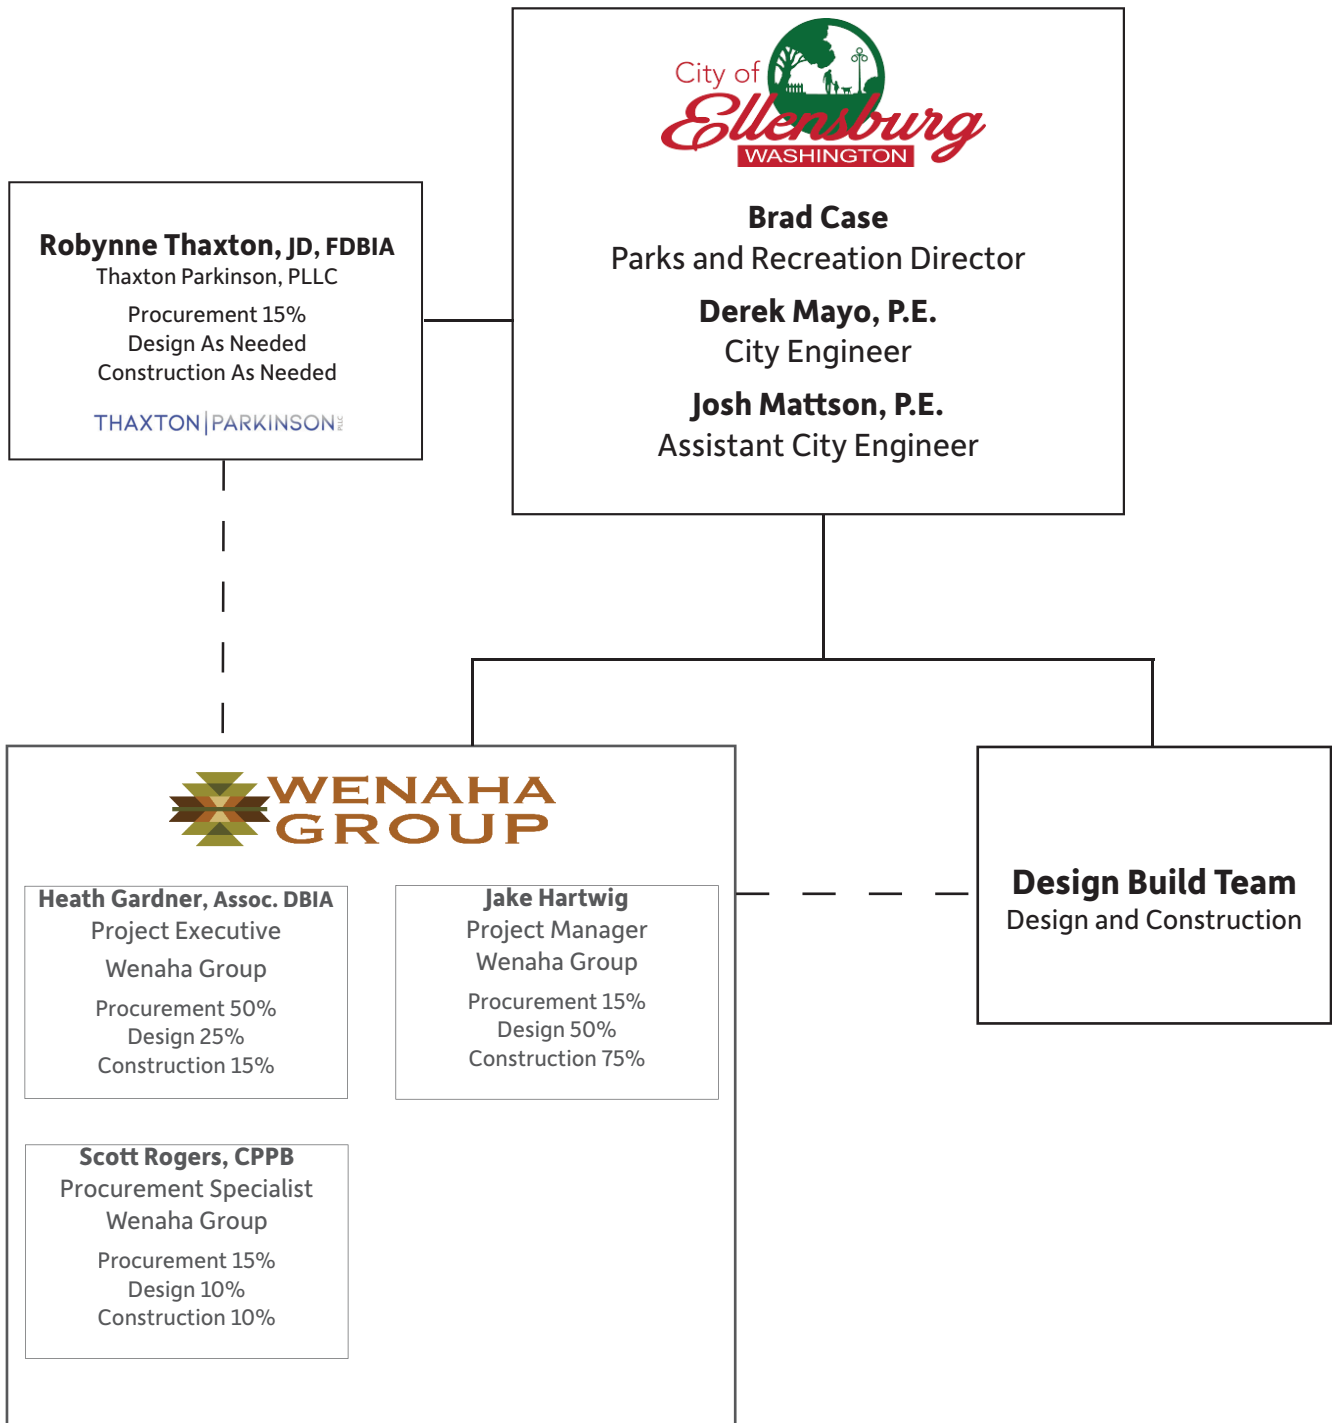 City of
Ellensburg
WASHINGTON
Brad Case
Parks and Recreation Director
Derek Mayo, P.E.
City Engineer
Josh Mattson, P.E.
Assistant City Engineer
Robynne Thaxton, JD, FDBIA
Thaxton Parkinson, PLLC
Procurement 15%
Design As Needed
Construction As Needed
THAXTON|PARKINSON PLLC
WENAHA
GROUP
Heath Gardner, Assoc. DBIA
Project Executive
Wenaha Group
Procurement 50%
Design 25%
Construction 15%
Jake Hartwig
Project Manager
Wenaha Group
Procurement 15%
Design 50%
Construction 75%
Scott Rogers, CPPB
Procurement Specialist
Wenaha Group
Procurement 15%
Design 10%
Construction 10%
Design Build Team
Design and Construction